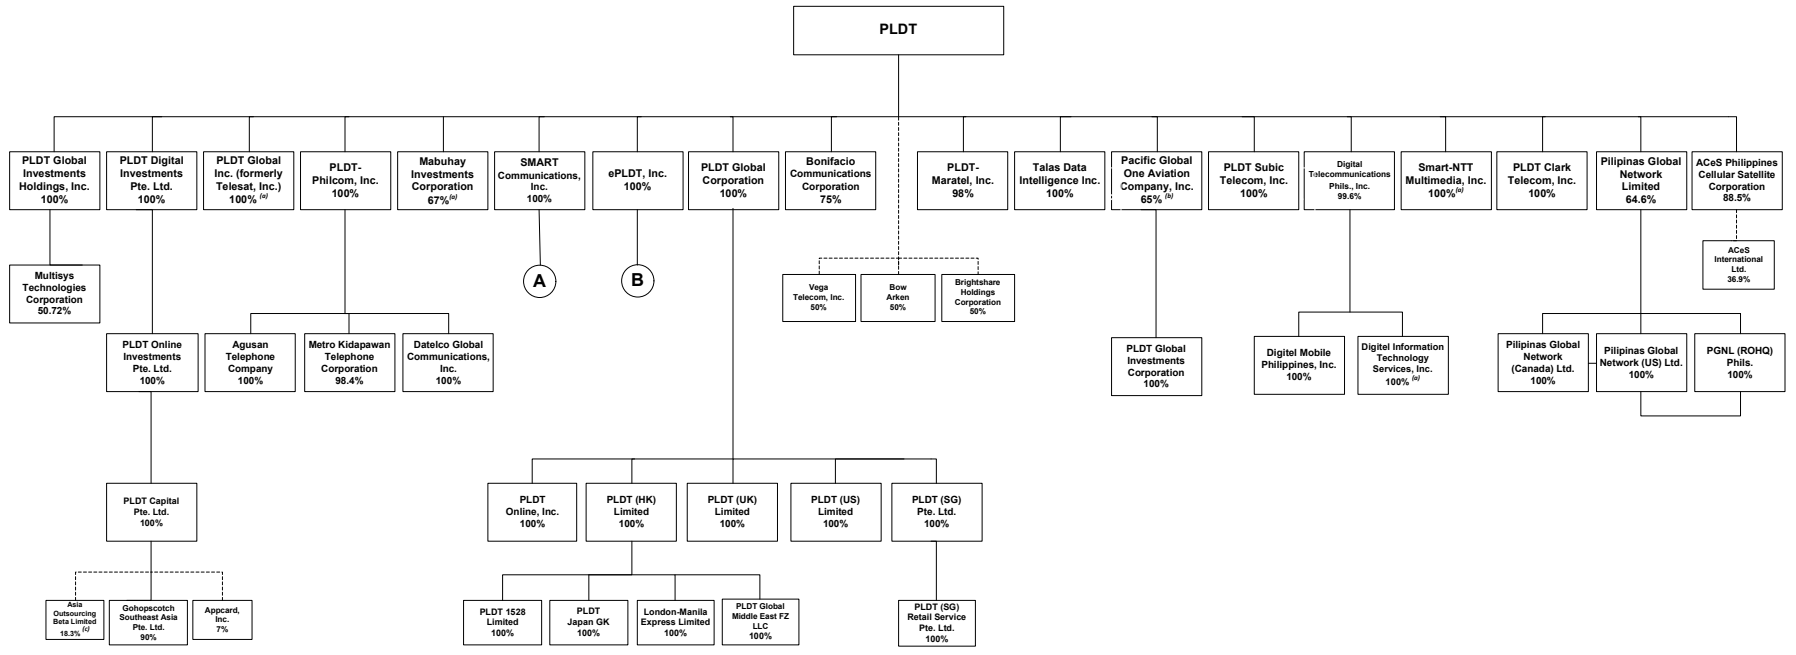 PLDT
PLDT Global
Investments
Holdings, Inc.
100%
PLDT Digital
Investments
Pte. Ltd.
100%
PLDT Global
Inc. (formerly
Telesat, Inc.)
100% (a)
PLDT-
Philcom, Inc.
100%
Mabuhay
Investments
Corporation
67%(a)
SMART
Communications,
Inc.
100%
ePLDT, Inc.
100%
PLDT Global
Corporation
100%
Bonifacio
Communications
Corporation
75%
PLDT-
Maratel, Inc.
98%
Talas Data
Intelligence Inc.
100%
Pacific Global
One Aviation
Company, Inc.
65% (b)
PLDT Subic
Telecom, Inc.
100%
Digital
Telecommunications
Phils., Inc.
99.6%
Smart-NTT
Multimedia, Inc.
100%(a)
PLDT Clark
Telecom, Inc.
100%
Pilipinas Global
Network
Limited
64.6%
ACeS Philippines
Cellular Satellite
Corporation
88.5%
Multisys
Technologies
Corporation
50.72%
A
B
Vega
Telecom, Inc.
50%
Bow
Arken
50%
Brightshare
Holdings
Corporation
50%
ACeS
International
Ltd.
36.9%
PLDT Online
Investments
Pte. Ltd.
100%
Agusan
Telephone
Company
100%
Metro Kidapawan
Telephone
Corporation
98.4%
Datelco Global
Communications,
Inc.
100%
PLDT Global
Investments
Corporation
100%
Digitel Mobile
Philippines, Inc.
100%
Digitel Information
Technology
Services, Inc.
100% (a)
Pilipinas Global
Network
(Canada) Ltd.
100%
Pilipinas Global
Network (US) Ltd.
100%
PGNL (ROHQ)
Phils.
100%
PLDT Capital
Pte. Ltd.
100%
PLDT
Online, Inc.
100%
PLDT (HK)
Limited
100%
PLDT (UK)
Limited
100%
PLDT (US)
Limited
100%
PLDT (SG)
Pte. Ltd.
100%
Asia
Outsourcing
Beta Limited
18.3% (c)
Gohopscotch
Southeast Asia
Pte. Ltd.
90%
Appcard,
Inc.
7%
PLDT 1528
Limited
100%
PLDT
Japan GK
100%
London-Manila
Express Limited
100%
PLDT Global
Middle East FZ
LLC
100%
PLDT (SG)
Retail Service
Pte. Ltd.
100%